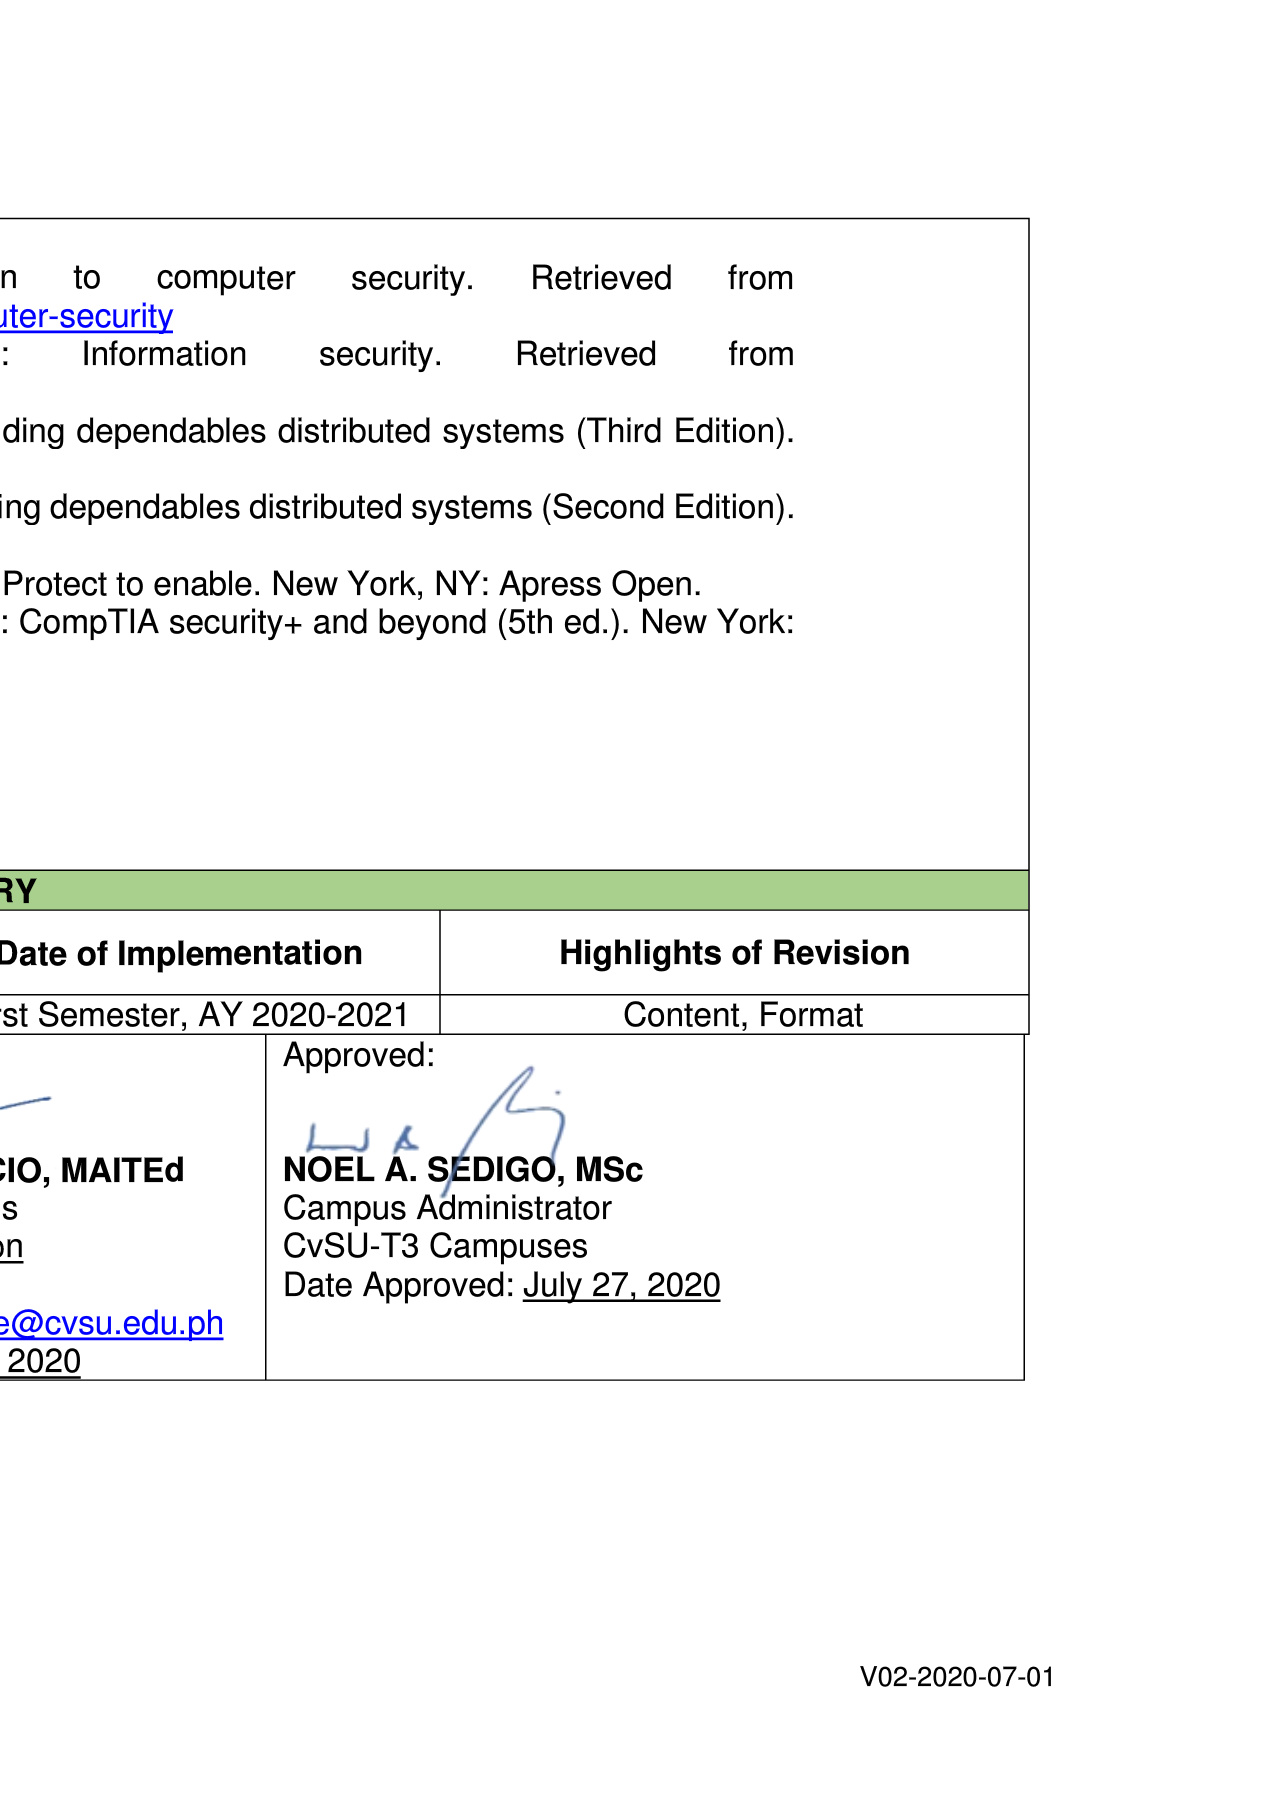 n to computer security. Retrieved from
uter-security
: Information security. Retrieved from
ding dependables distributed systems (Third Edition).
ing dependables distributed systems (Second Edition).
Protect to enable. New York, NY: Apress Open.
: CompTIA security+ and beyond (5th ed.). New York:
RY
Date of Implementation Highlights of Revision
rst Semester, AY 2020-2021 Content, Format
Approved:
CIO, MAITEd
NOEL A. SEDIGO, MSc
s
Campus Administrator
on
CvSU-T3 Campuses
Date Approved: July 27, 2020
e@cvsu.edu.ph
2020
V02-2020-07-01